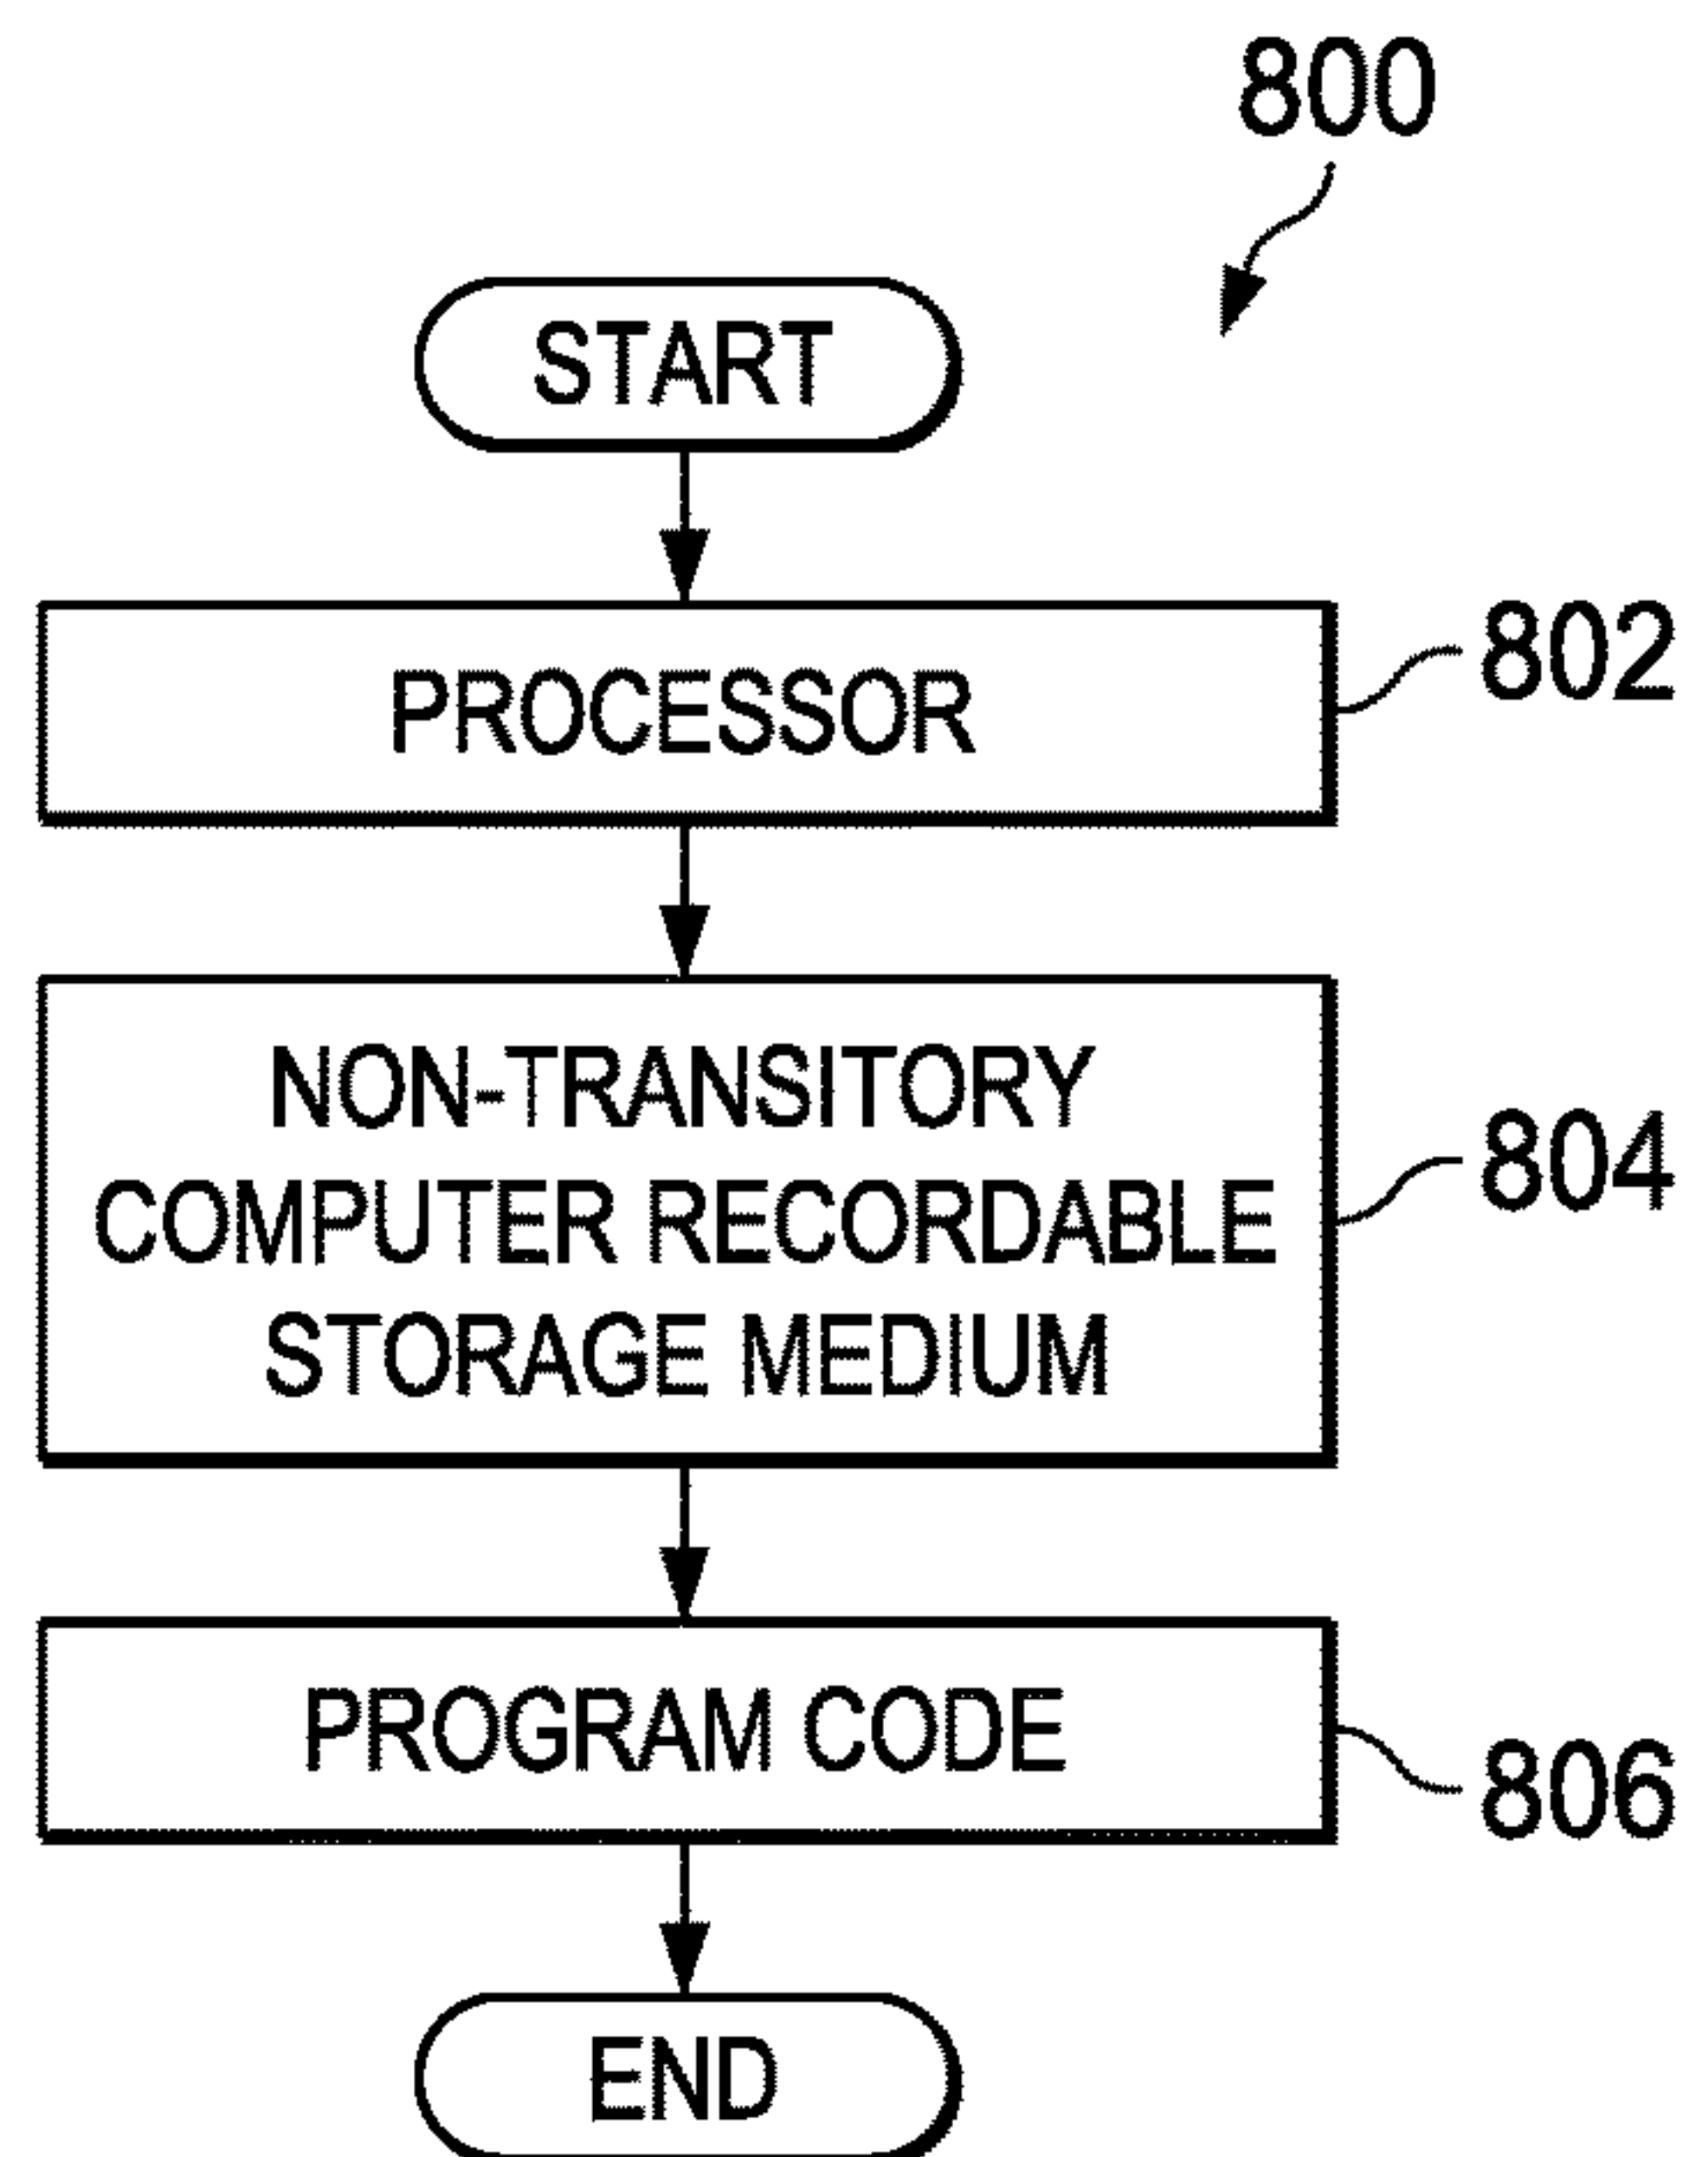 800
START
PROCESSOR
802
NON-TRANSITORY
COMPUTER RECORDABLE
STORAGE MEDIUM
804
PROGRAM CODE
806
END